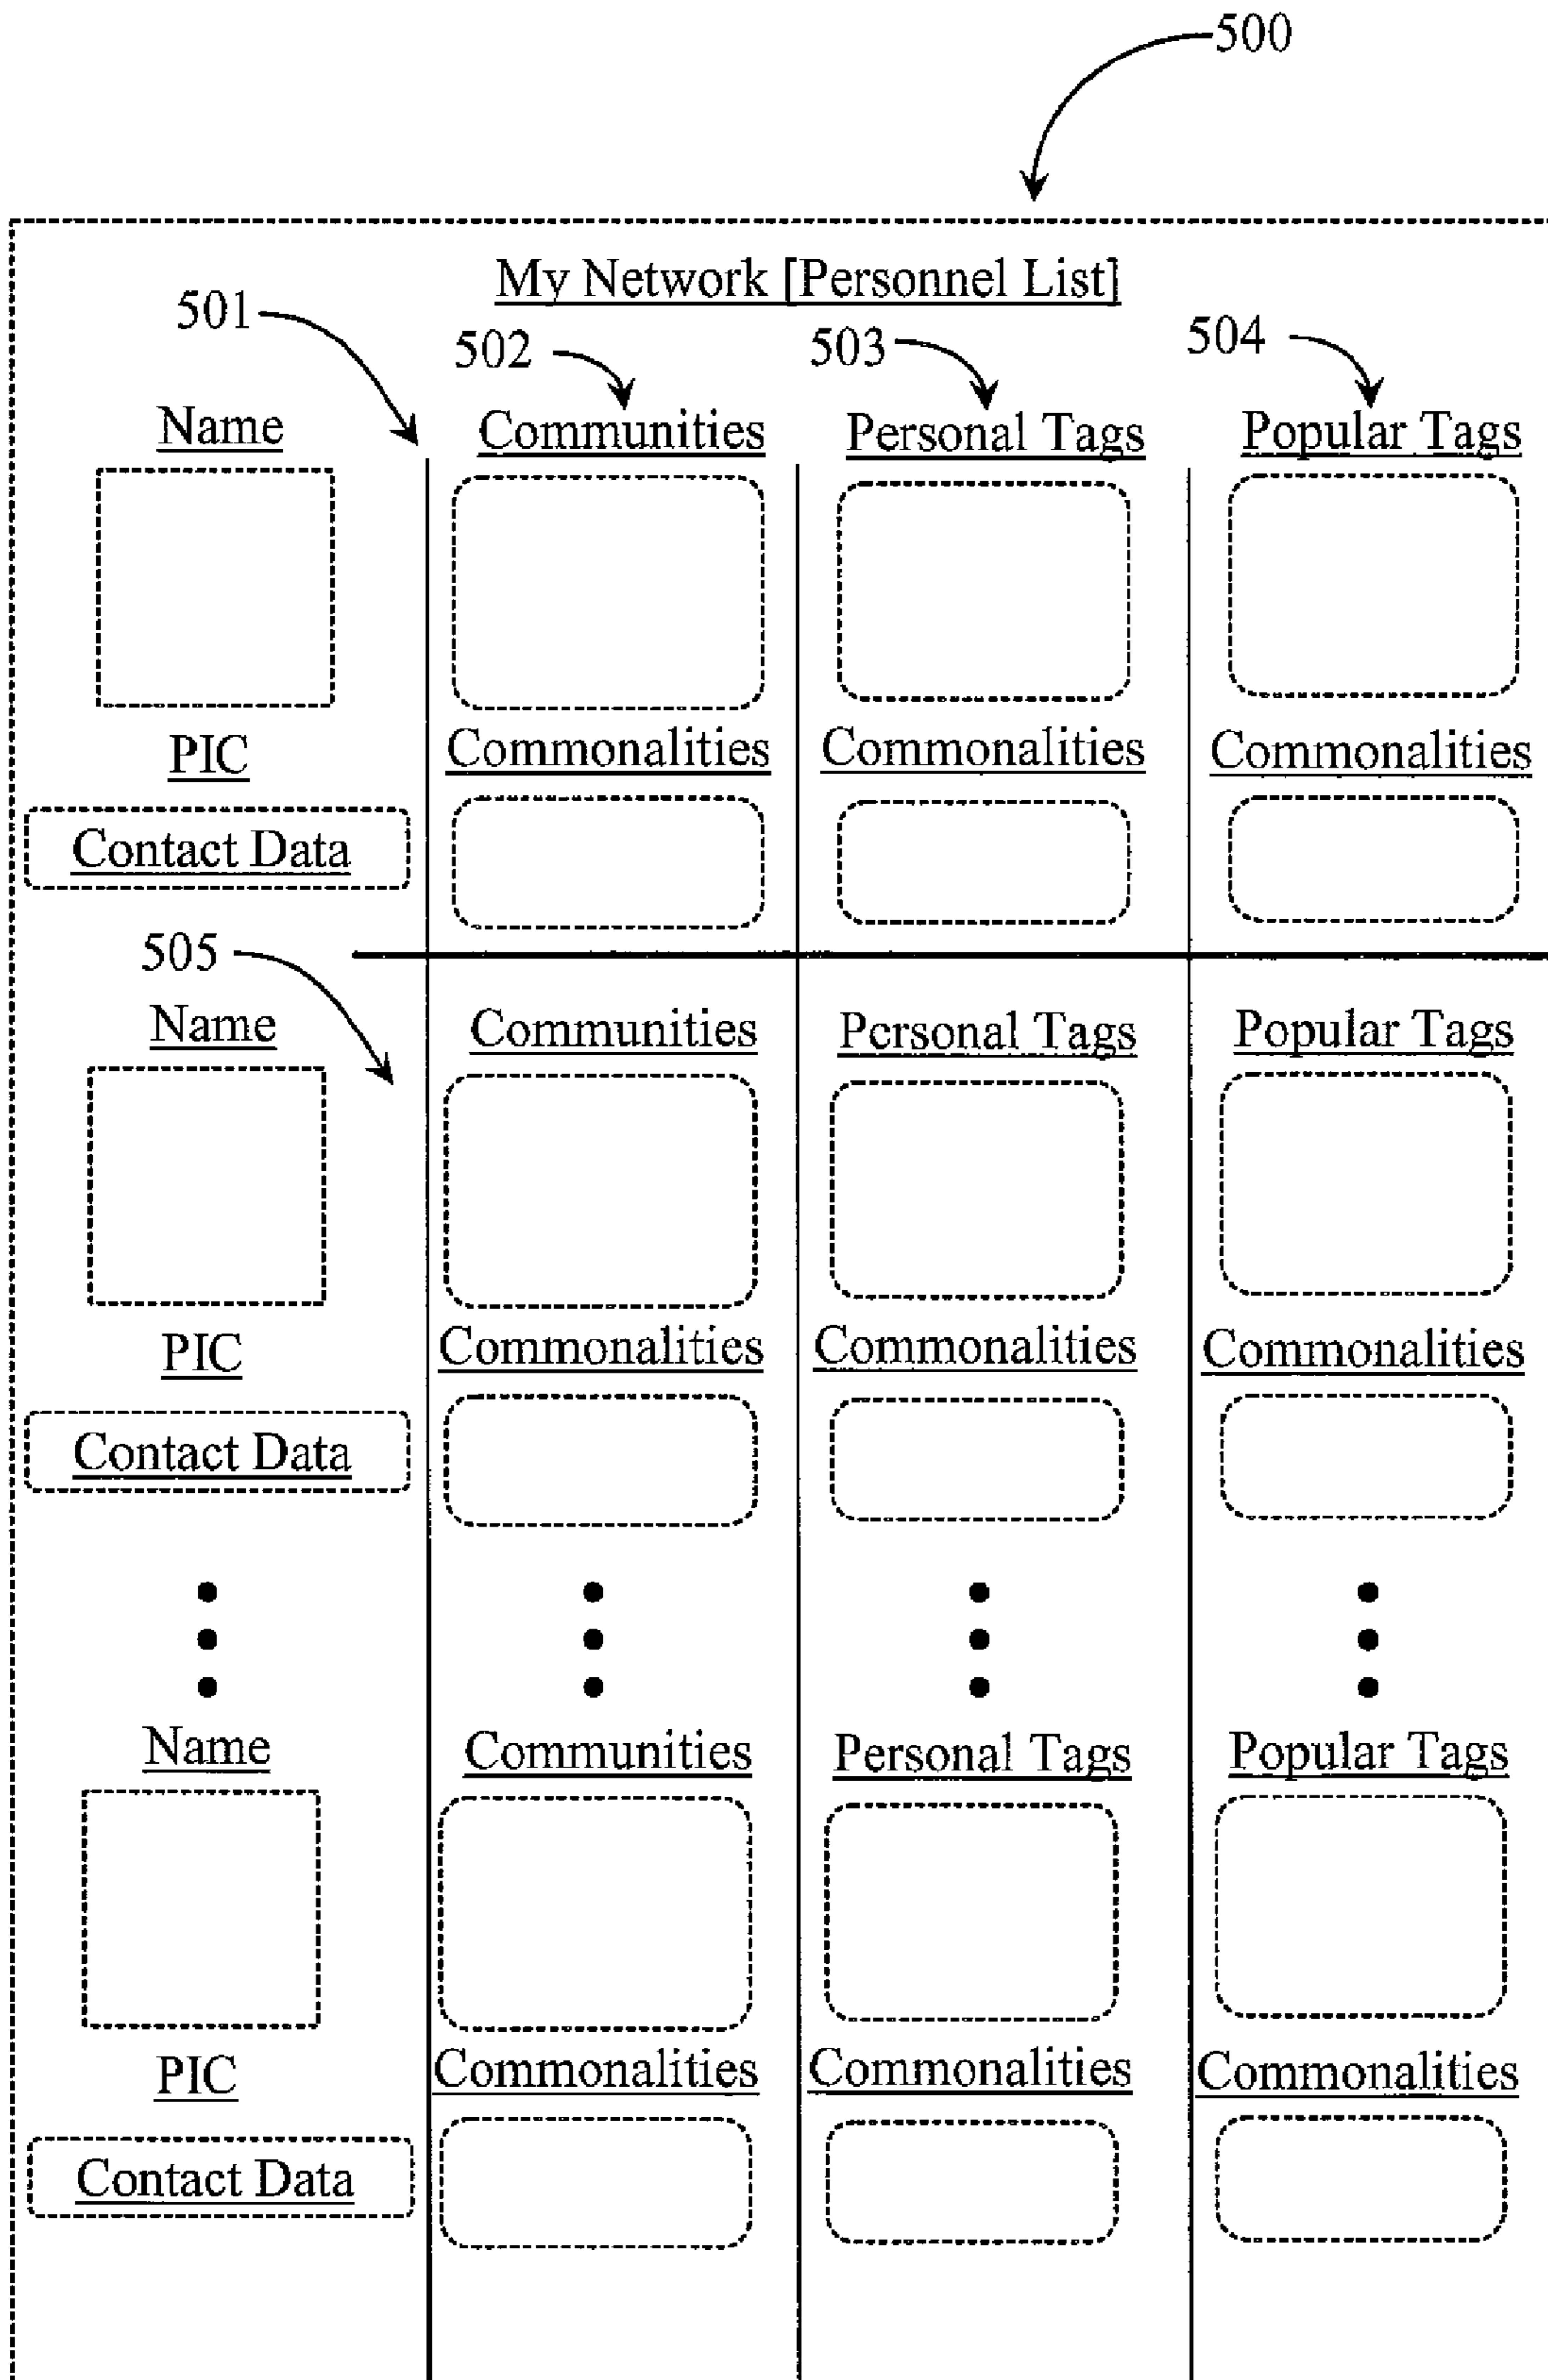 500
My Network [Personnel List]
501
502
503
504
Name
Communities
Personal Tags
Popular Tags
PIC
Commonalities
Commonalities
Commonalities
Contact Data
505
Name
Communities
Personal Tags
Popular Tags
PIC
Commonalities
Commonalities
Commonalities
Contact Data
Name
Communities
Personal Tags
Popular Tags
PIC
Commonalities
Commonalities
Commonalities
Contact Data